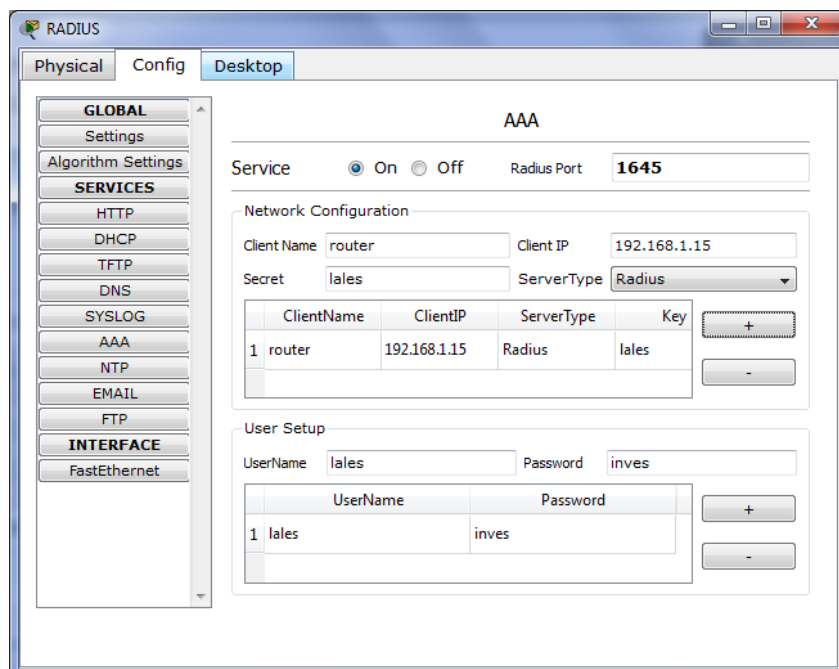 RADIUS
Physical Config Desktop
GLOBAL
Settings
Algorithm Settings
SERVICES
HTTP
DHCP
TFTP
DNS
SYSLOG
AAA
NTP
EMAIL
FTP
INTERFACE
FastEthernet
AAA
Service On Off Radius Port 1645
Network Configuration
Client Name router Client IP 192.168.1.15
Secret lales ServerType Radius
ClientName ClientIP ServerType Key
1 router 192.168.1.15 Radius lales
+
-
User Setup
UserName lales Password inves
UserName Password
1 lales inves
+
-